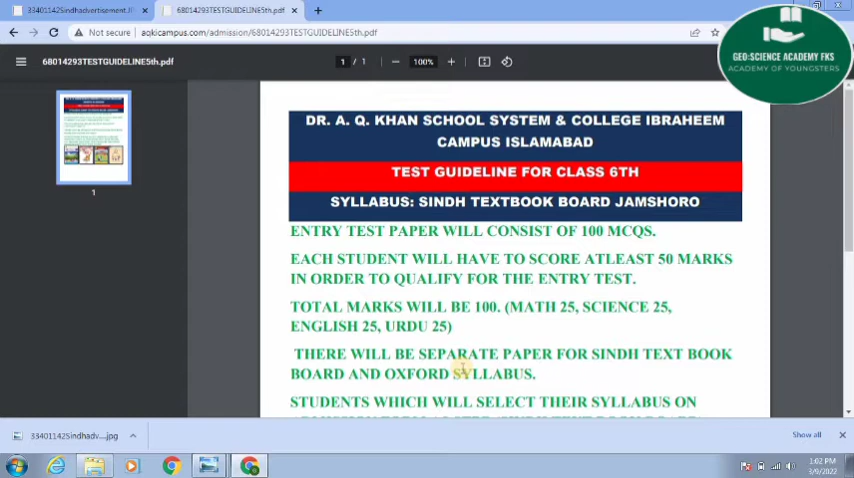 33401142Sindhadvertisement.JP
68014293TESTGUIDELINE5th.pdf
Not secure
aqkicampus.com/admission/68014293TESTGUIDELINE5th.pdf
GEO:SCIENCE ACADEMY FKS
ACADEMY OF YOUNGSTERS
68014293TESTGUIDELINE5th.pdf
1 / 1
100%
1
DR. A. Q. KHAN SCHOOL SYSTEM & COLLEGE IBRAHEEM
CAMPUS ISLAMABAD
TEST GUIDELINE FOR CLASS 6TH
SYLLABUS: SINDH TEXTBOOK BOARD JAMSHORO
ENTRY TEST PAPER WILL CONSIST OF 100 MCQS.
EACH STUDENT WILL HAVE TO SCORE ATLEAST 50 MARKS
IN ORDER TO QUALIFY FOR THE ENTRY TEST.
TOTAL MARKS WILL BE 100. (MATH 25, SCIENCE 25,
ENGLISH 25, URDU 25)
THERE WILL BE SEPARATE PAPER FOR SINDH TEXT BOOK
BOARD AND OXFORD SYLLABUS.
STUDENTS WHICH WILL SELECT THEIR SYLLABUS ON
33401142Sindhadv....jpg
Show all
1:02 PM
3/9/2022